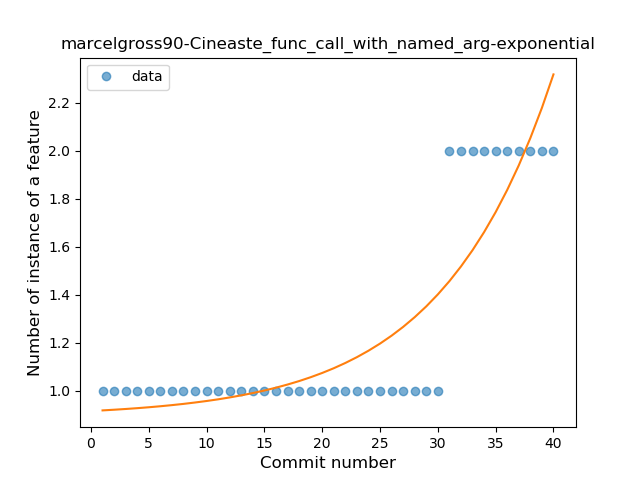 marcelgross90-Cineaste_func_call_with_named_arg-exponential
data
Number of instance of a feature
2.2
2.0
1.8
1.6
1.4
1.2
1.0
0 5 10 15 20 25 30 35 40
Commit number